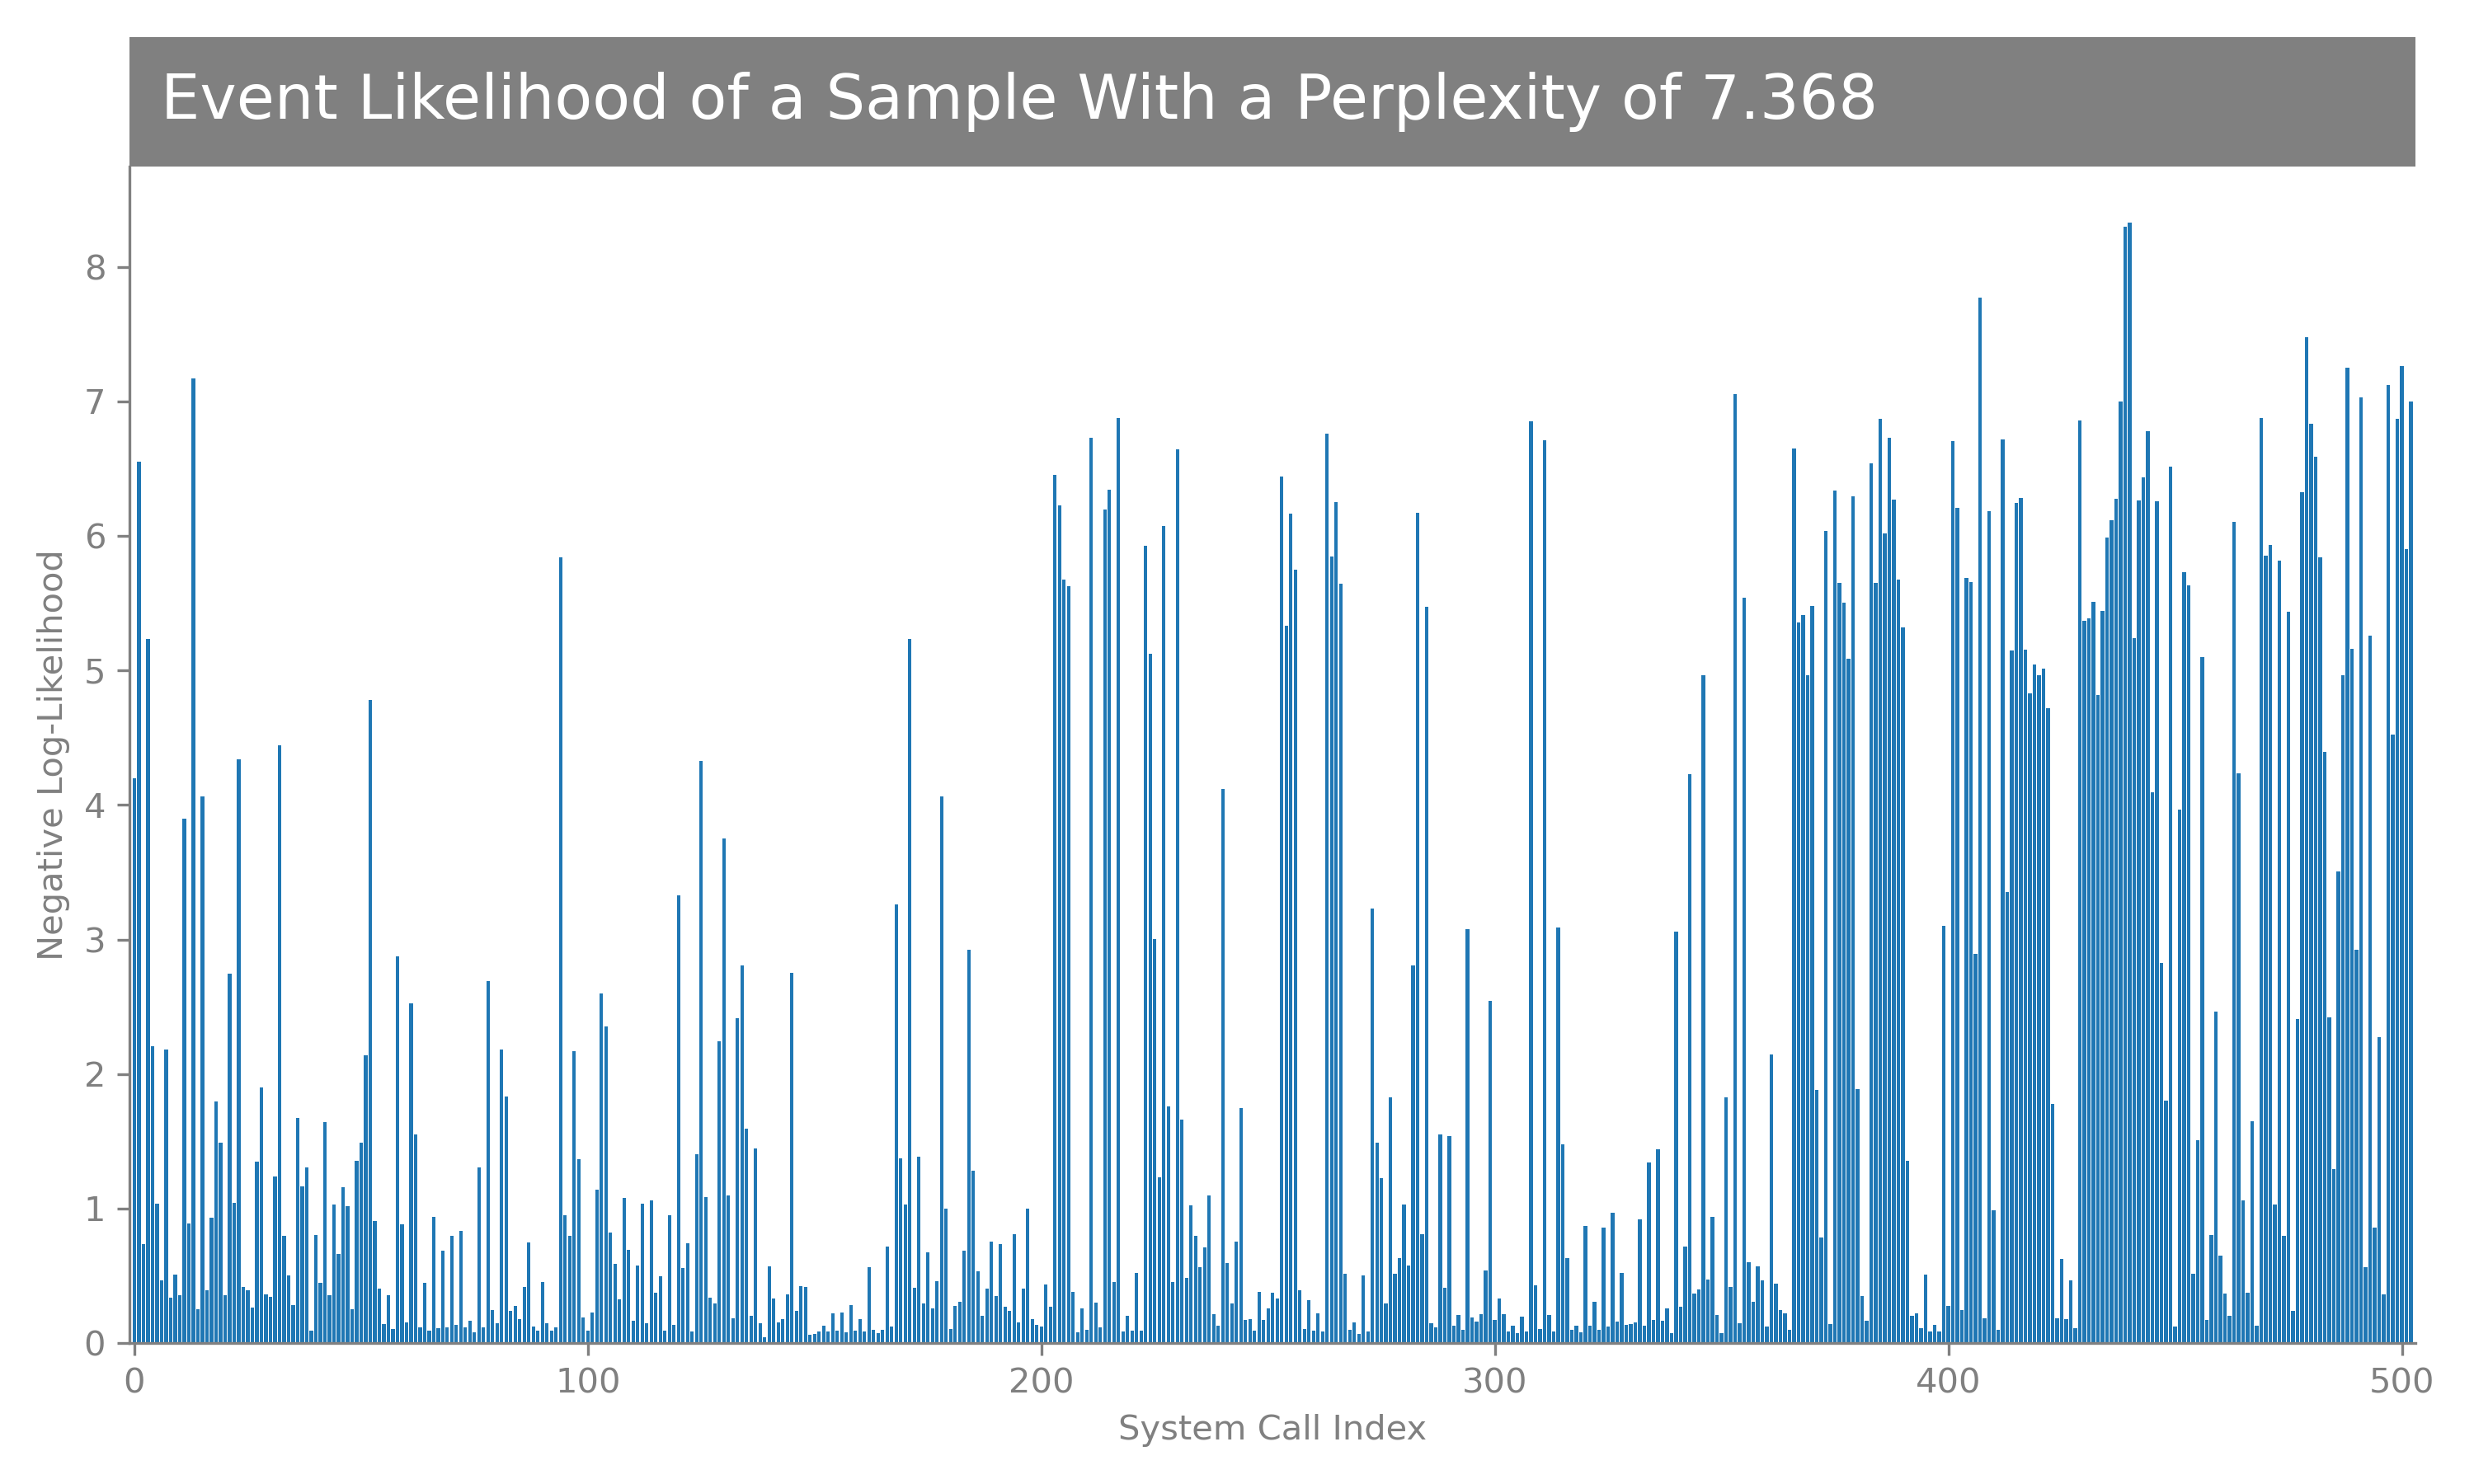 Event Likelihood of a Sample With a Perplexity of 7.368
8
7
6
5
4
3
2
1
0
Negative Log-Likelihood
0 100 200 300 400 500
System Call Index